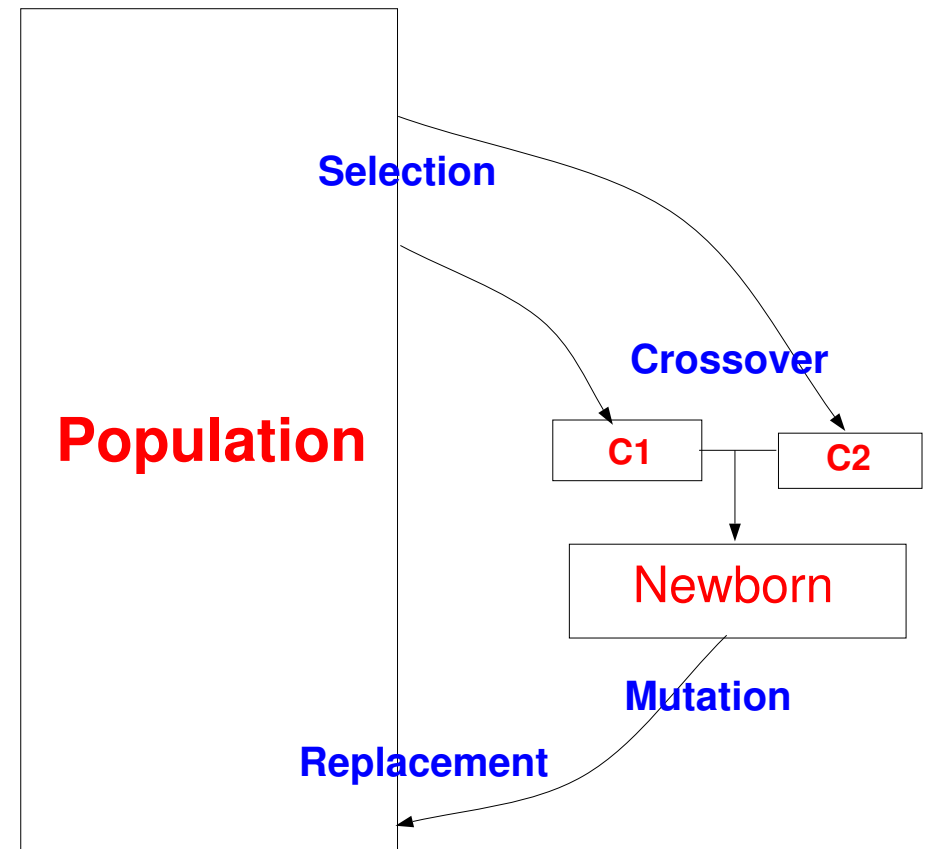 Selection
Crossover
Population
C1
C2
Newborn
Mutation
Replacement